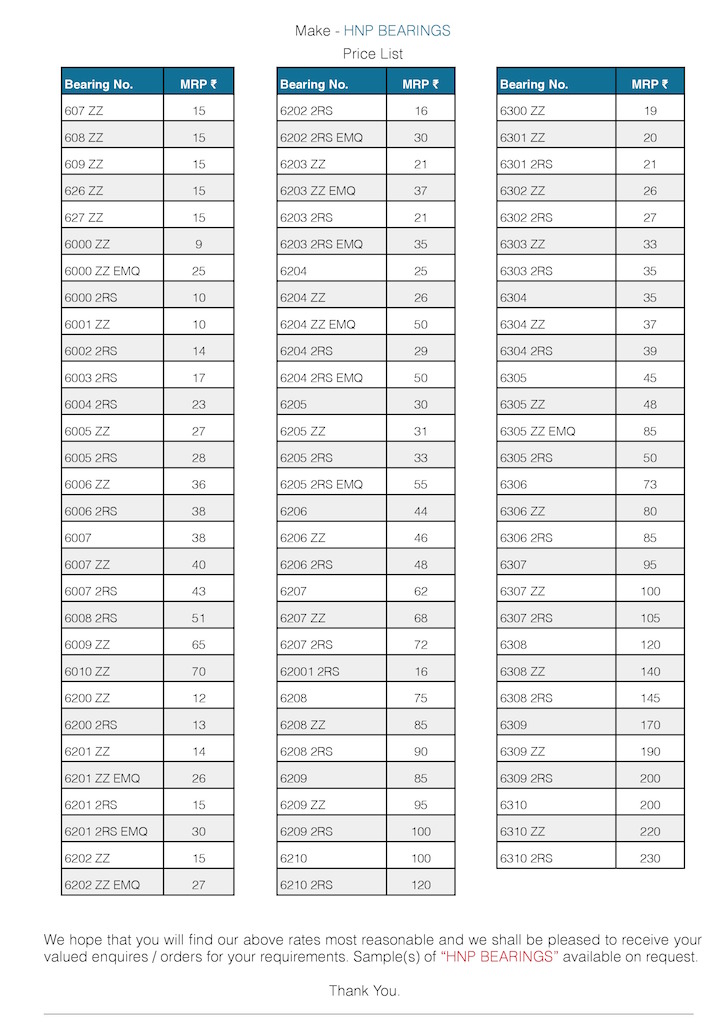 Make - HNP BEARINGS
Price List
Bearing No. MRP ₹
607 ZZ 15
608 ZZ 15
609 ZZ 15
626 ZZ 15
627 ZZ 15
6000 ZZ 9
6000 ZZ EMQ 25
6000 2RS 10
6001 ZZ 10
6002 2RS 14
6003 2RS 17
6004 2RS 23
6005 ZZ 27
6005 2RS 28
6006 ZZ 36
6006 2RS 38
6007 38
6007 ZZ 40
6007 2RS 43
6008 2RS 51
6009 ZZ 65
6010 ZZ 70
6200 ZZ 12
6200 2RS 13
6201 ZZ 14
6201 ZZ EMQ 26
6201 2RS 15
6201 2RS EMQ 30
6202 ZZ 15
6202 ZZ EMQ 27
Bearing No. MRP ₹
6202 2RS 16
6202 2RS EMQ 30
6203 ZZ 21
6203 ZZ EMQ 37
6203 2RS 21
6203 2RS EMQ 35
6204 25
6204 ZZ 26
6204 ZZ EMQ 50
6204 2RS 29
6204 2RS EMQ 50
6205 30
6205 ZZ 31
6205 2RS 33
6205 2RS EMQ 55
6206 44
6206 ZZ 46
6206 2RS 48
6207 62
6207 ZZ 68
6207 2RS 72
62001 2RS 16
6208 75
6208 ZZ 85
6208 2RS 90
6209 85
6209 ZZ 95
6209 2RS 100
6210 100
6210 2RS 120
Bearing No. MRP ₹
6300 ZZ 19
6301 ZZ 20
6301 2RS 21
6302 ZZ 26
6302 2RS 27
6303 ZZ 33
6303 2RS 35
6304 35
6304 ZZ 37
6304 2RS 39
6305 45
6305 ZZ 48
6305 ZZ EMQ 85
6305 2RS 50
6306 73
6306 ZZ 80
6306 2RS 85
6307 95
6307 ZZ 100
6307 2RS 105
6308 120
6308 ZZ 140
6308 2RS 145
6309 170
6309 ZZ 190
6309 2RS 200
6310 200
6310 ZZ 220
6310 2RS 230
We hope that you will find our above rates most reasonable and we shall be pleased to receive your
valued enquires / orders for your requirements. Sample(s) of “HNP BEARINGS” available on request.
Thank You.